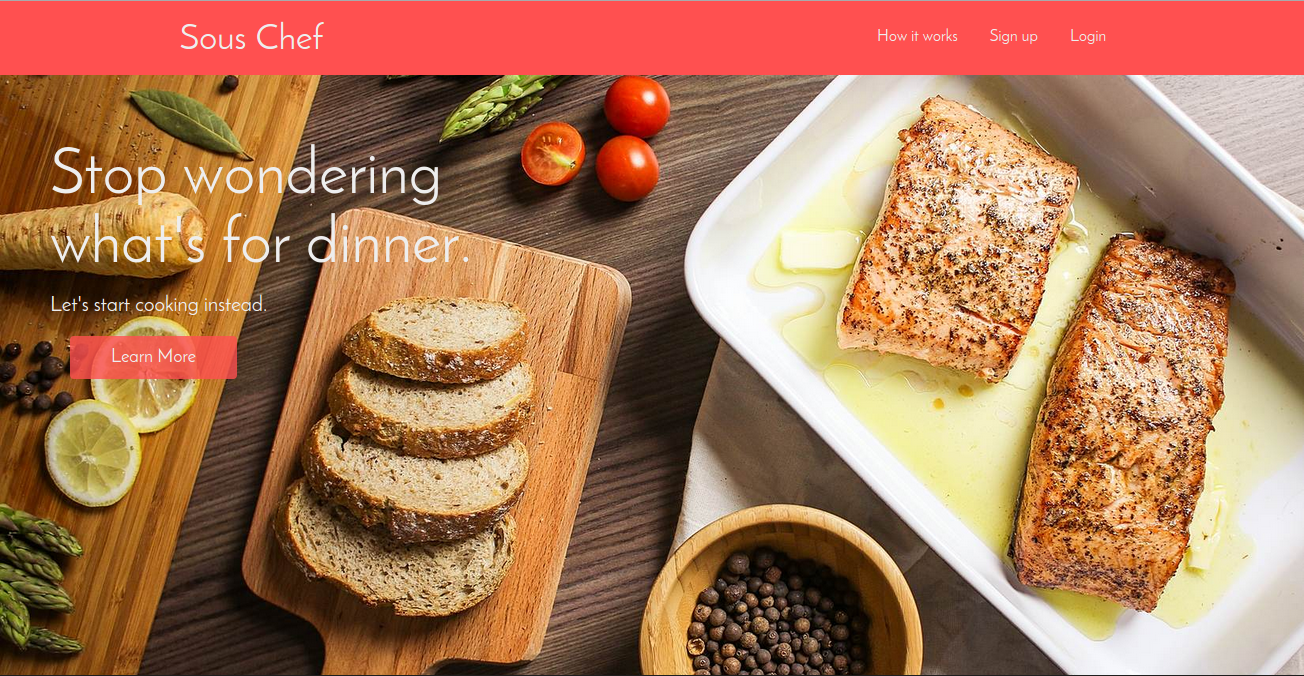 Sous Chef
How it works
Sign up
Login
Stop wondering
what's for dinner.
Let's start cooking instead.
Learn More